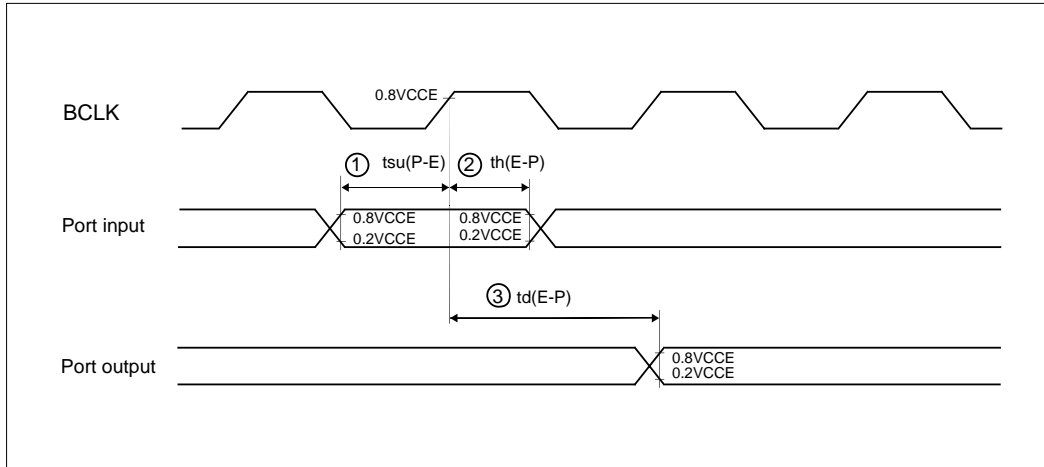 0.8VCCE
BCLK
① tsu(P-E) ② th(E-P)
Port input
0.8VCCE 0.8VCCE
0.2VCCE 0.2VCCE
③ td(E-P)
Port output
0.8VCCE
0.2VCCE